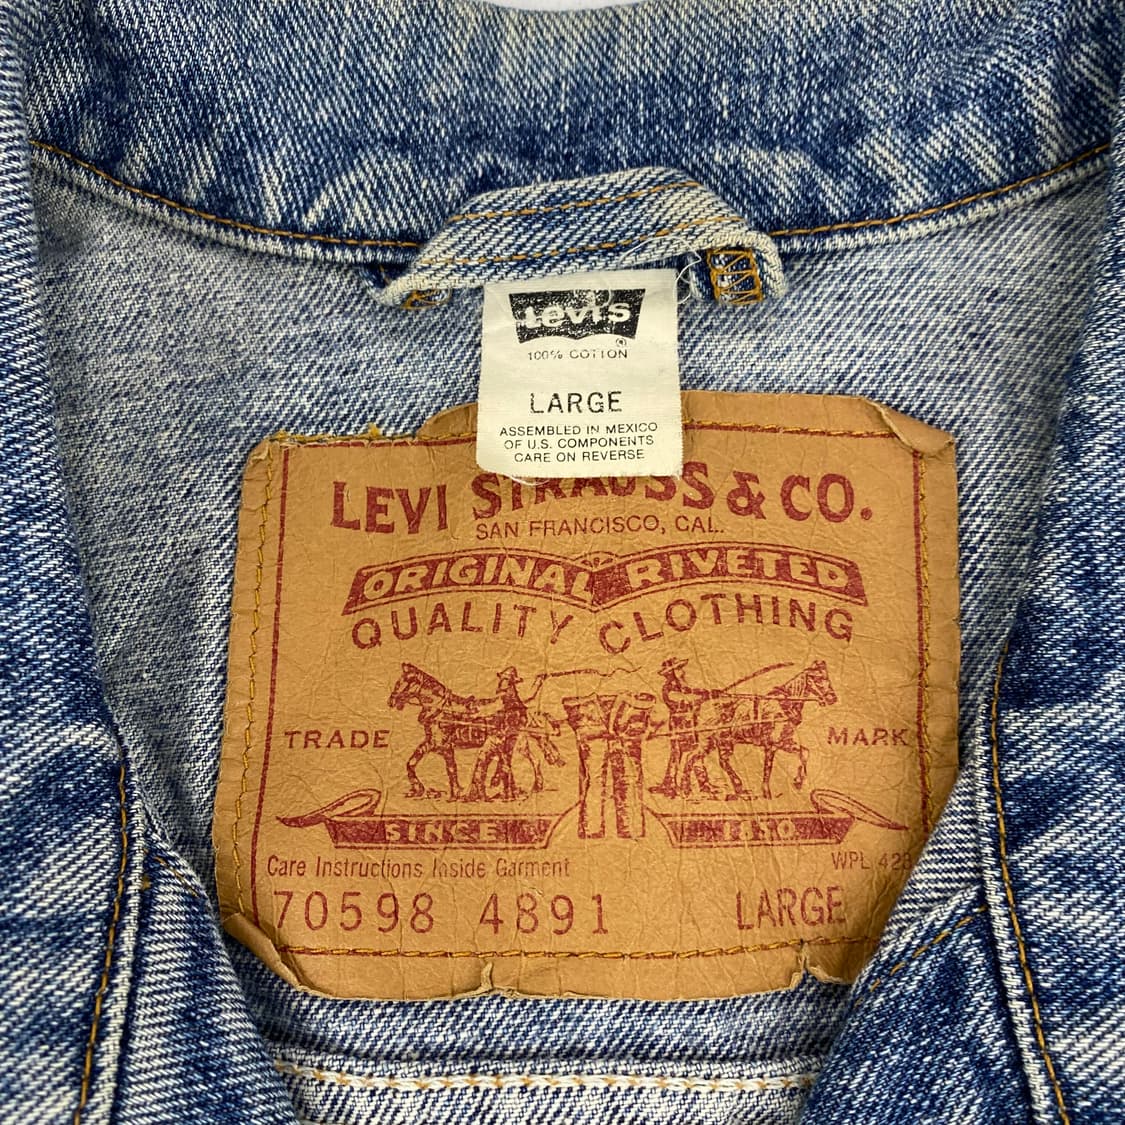 Levi's
®
100% COTTON
LARGE
ASSEMBLED IN MEXICO
OF U.S. COMPONENTS
CARE ON REVERSE
LEVI STRAUSS & CO.
SAN FRANCISCO, CAL.
ORIGINAL RIVETED
QUALITY CLOTHING
TRADE MARK
SINCE 1850
Care Instructions Inside Garment WPL 423
70598 4891 LARGE